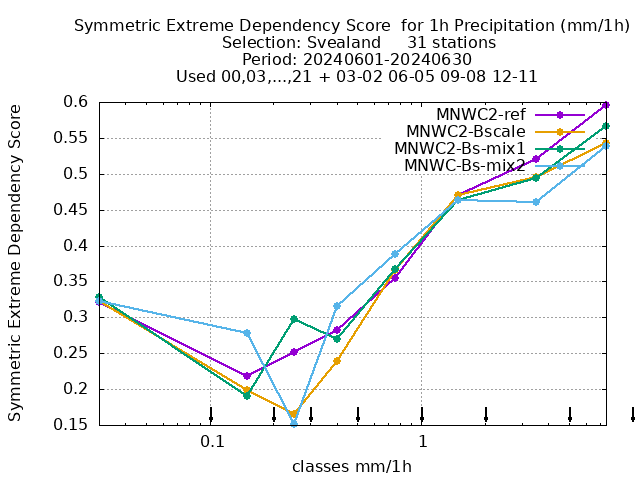 Symmetric Extreme Dependency Score  for 1h Precipitation (mm/1h)
Selection: Svealand     31 stations
Period: 20240601-20240630
Used 00,03,...,21 + 03-02 06-05 09-08 12-11
Symmetric Extreme Dependency Score
0.6
0.55
0.5
0.45
0.4
0.35
0.3
0.25
0.2
0.15
MNWC2-ref
MNWC2-Bscale
MNWC2-Bs-mix1
MNWC-Bs-mix2
0.1
1
classes mm/1h